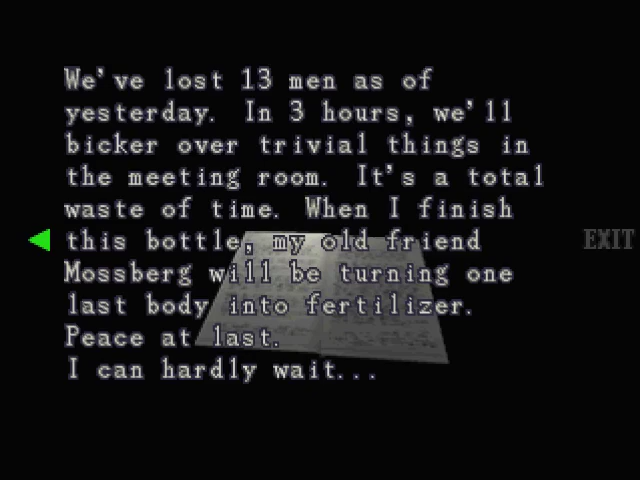 We've lost 13 men as of
yesterday.  In 3 hours, we'll
bicker over trivial things in
the meeting room.  It's a total
waste of time.  When I finish
this bottle, my old friend
Mossberg will be turning one
last body into fertilizer.
Peace at last.
I can hardly wait...
EXIT